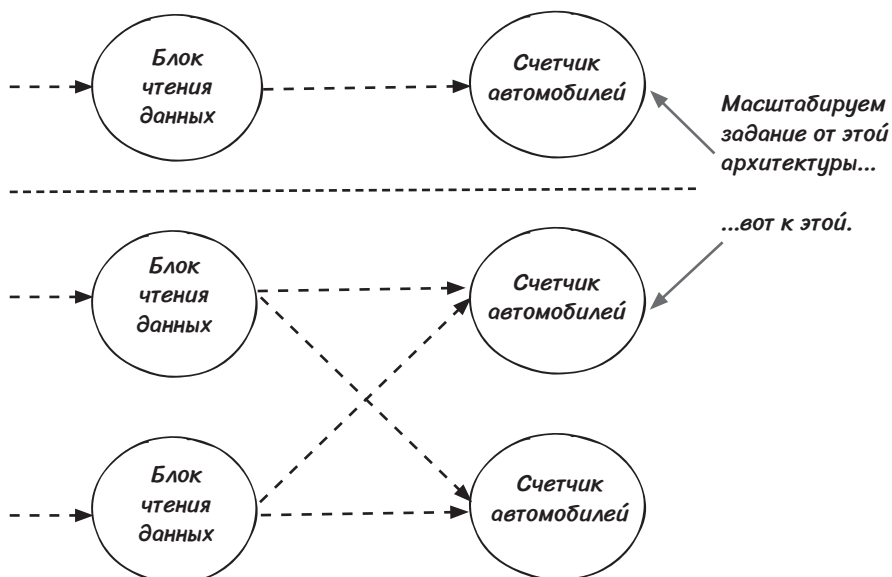 Блок
чтения
данных
Счетчик
автомобилей
Масштабируем
задание от этой
архитектуры...
...вот к этой.
Блок
чтения
данных
Счетчик
автомобилей
Блок
чтения
данных
Счетчик
автомобилей